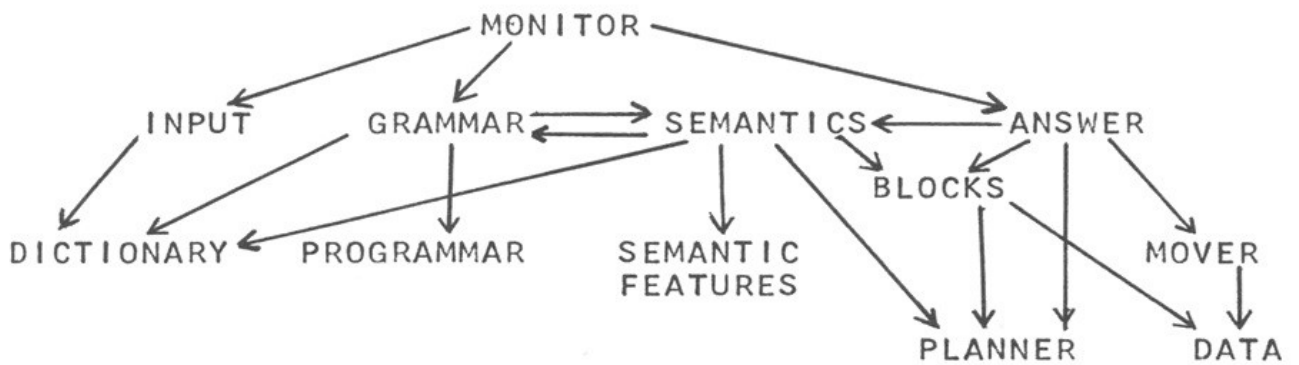 MONITOR
INPUT GRAMMAR SEMANTICS ANSWER
BLOCKS
DICTIONARY PROGRAMMAR SEMANTIC FEATURES MOVER
PLANNER DATA